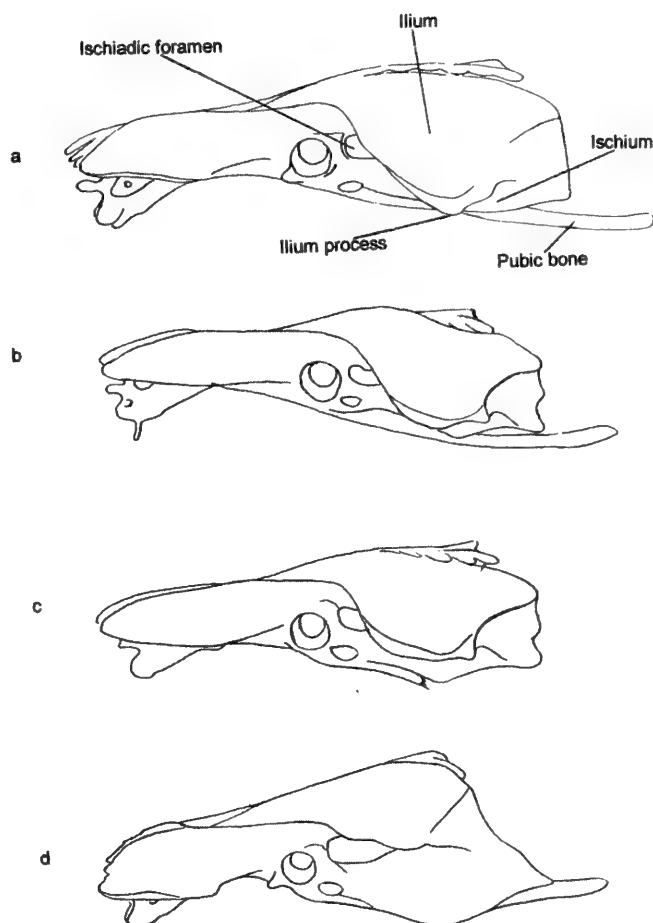 Ilium
Ischiadic foramen
Ischium
a
Ilium process
Pubic bone
b
c
d